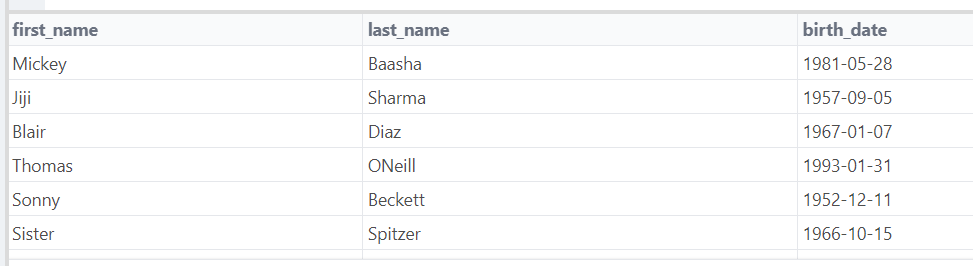 first_name last_name birth_date
Mickey Baasha 1981-05-28
Jiji Sharma 1957-09-05
Blair Diaz 1967-01-07
Thomas ONeill 1993-01-31
Sonny Beckett 1952-12-11
Sister Spitzer 1966-10-15